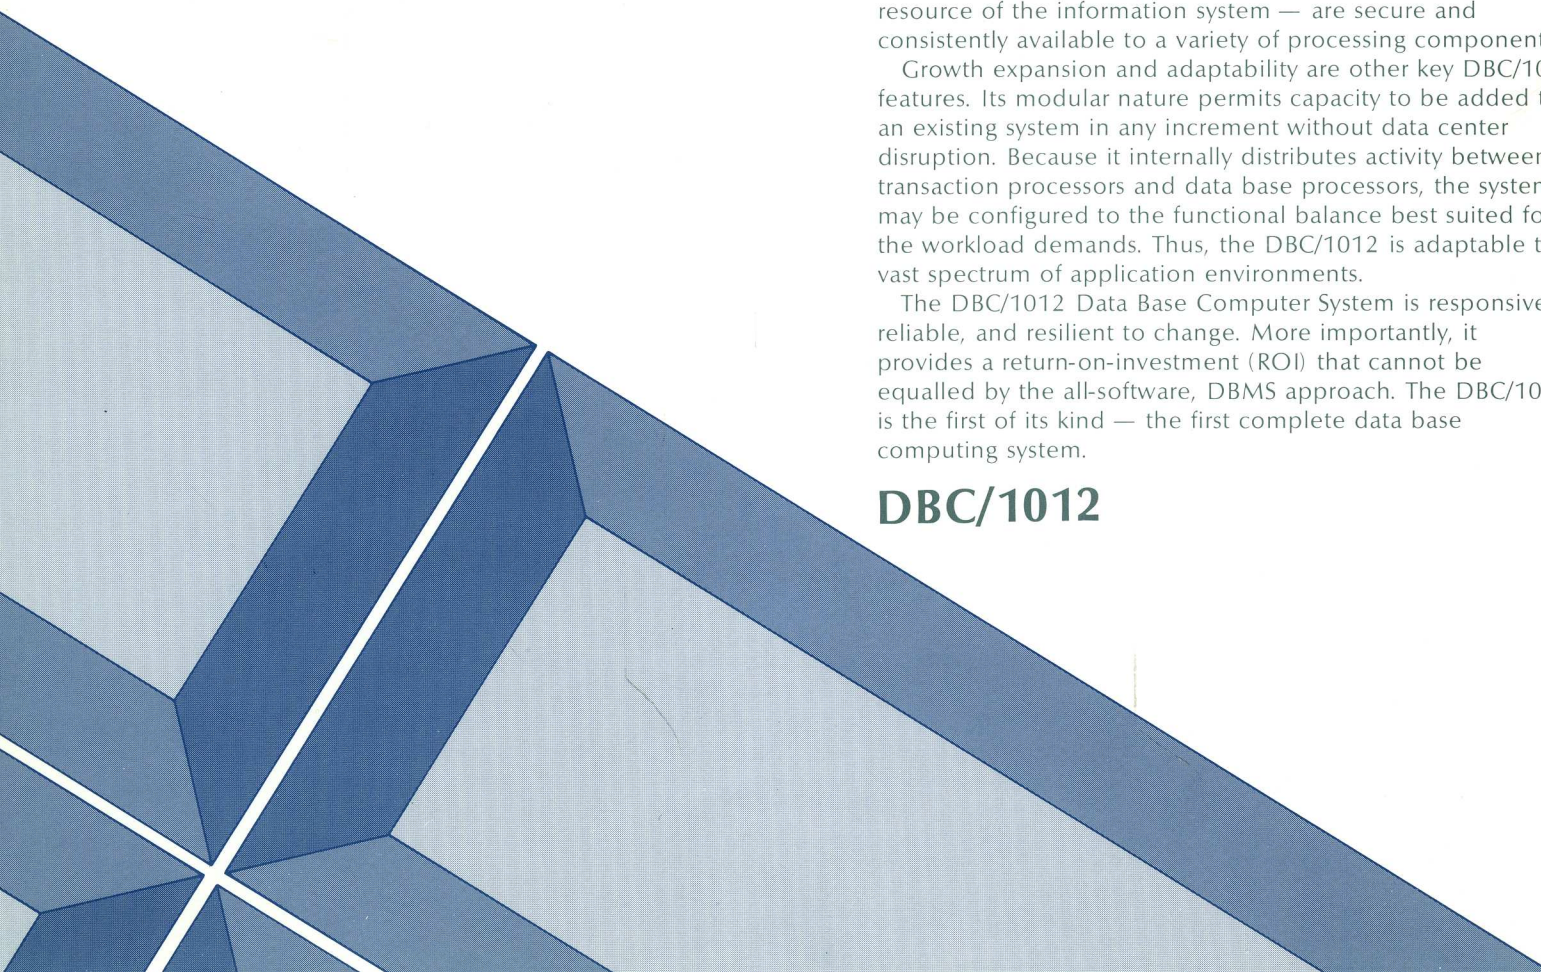 resource of the information system — are secure and
consistently available to a variety of processing
Growth expansion and adaptability are other key
features. Its modular nature permits capacity to be added
an existing system in any increment without data center
disruption. Because it internally distributes activity
transaction processors and data base processors, the
may be configured to the functional balance best suited
the workload demands. Thus, the DBC/1012 is adaptable
vast spectrum of application environments.
The DBC/1012 Data Base Computer System is
reliable, and resilient to change. More importantly, it
provides a return-on-investment (ROI) that cannot be
equalled by the all-software, DBMS approach. The
is the first of its kind — the first complete data base
computing system.
DBC/1012